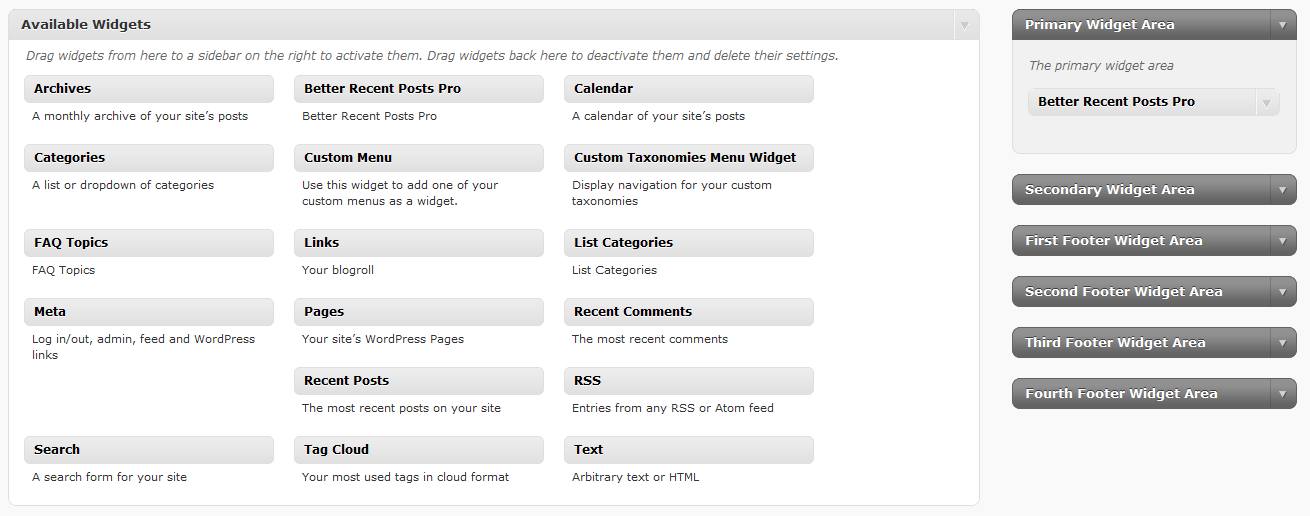 Available Widgets
Drag widgets from here to a sidebar on the right to activate them. Drag widgets back here to deactivate them and delete their settings.
Archives
A monthly archive of your site’s posts
Better Recent Posts Pro
Better Recent Posts Pro
Calendar
A calendar of your site’s posts
Categories
A list or dropdown of categories
Custom Menu
Use this widget to add one of your
custom menus as a widget.
Custom Taxonomies Menu Widget
Display navigation for your custom
taxonomies
FAQ Topics
FAQ Topics
Links
Your blogroll
List Categories
List Categories
Meta
Log in/out, admin, feed and WordPress
links
Pages
Your site’s WordPress Pages
Recent Comments
The most recent comments
Recent Posts
The most recent posts on your site
RSS
Entries from any RSS or Atom feed
Search
A search form for your site
Tag Cloud
Your most used tags in cloud format
Text
Arbitrary text or HTML
Primary Widget Area
The primary widget area
Better Recent Posts Pro
Secondary Widget Area
First Footer Widget Area
Second Footer Widget Area
Third Footer Widget Area
Fourth Footer Widget Area